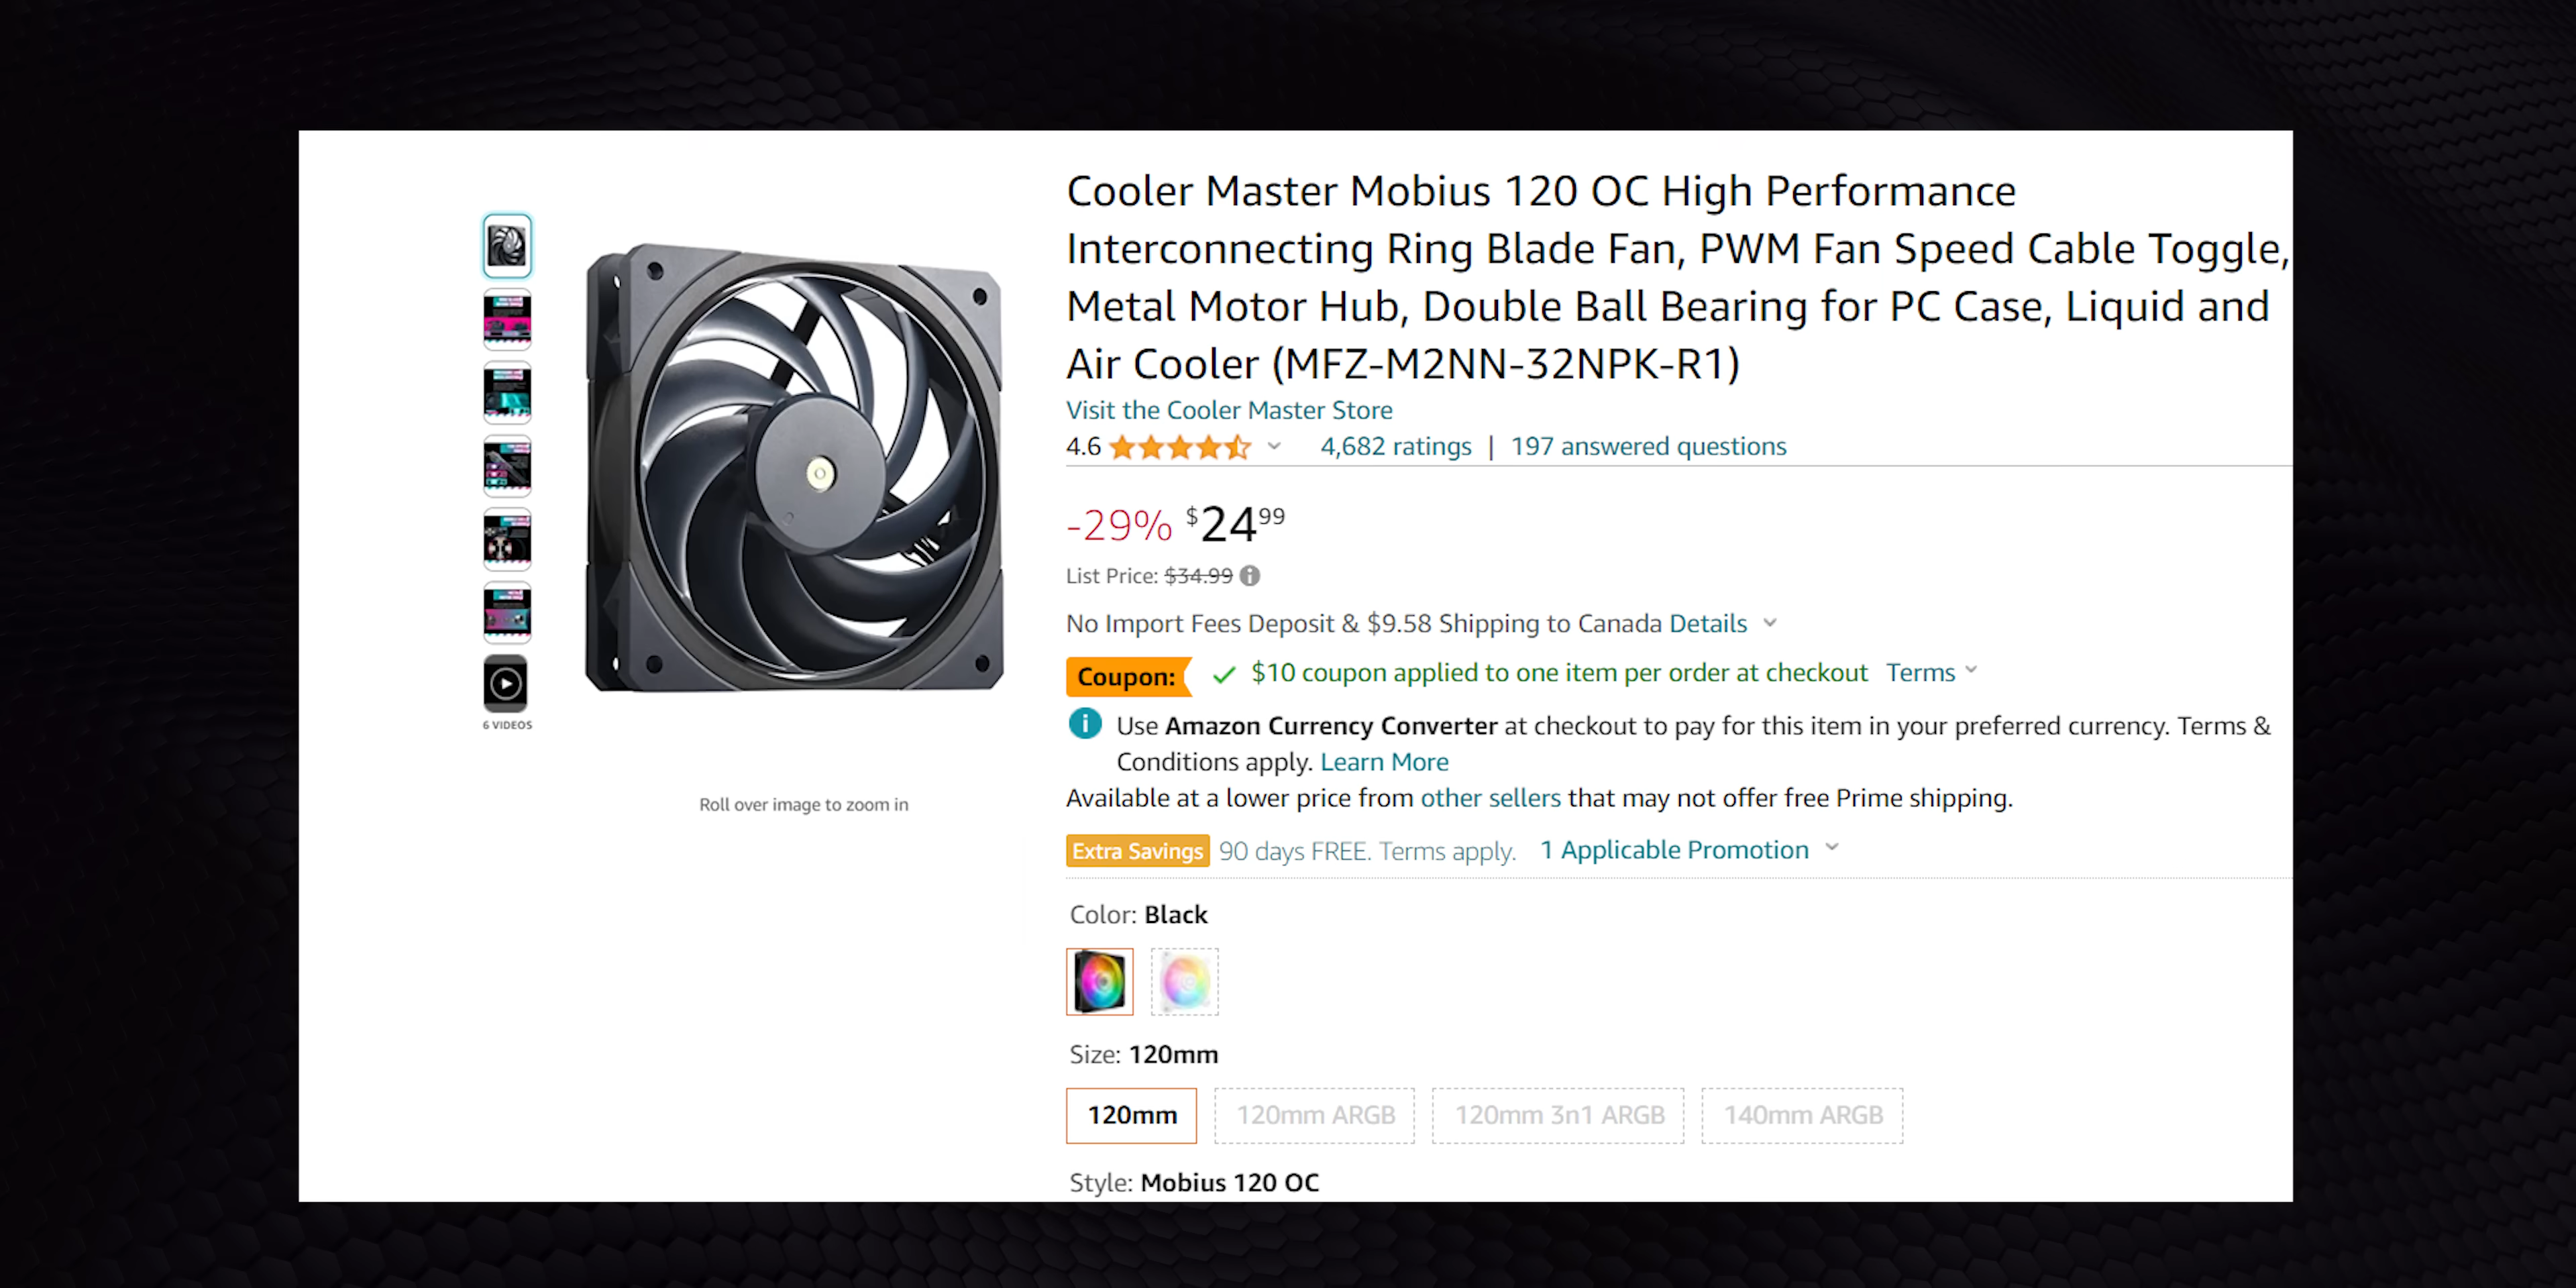 Cooler Master Mobius 120 OC High Performance
Interconnecting Ring Blade Fan, PWM Fan Speed Cable Toggle,
Metal Motor Hub, Double Ball Bearing for PC Case, Liquid and
Air Cooler (MFZ-M2NN-32NPK-R1)
Visit the Cooler Master Store
4.6 4,682 ratings | 197 answered questions
-29% $24.99
List Price: $34.99
No Import Fees Deposit & $9.58 Shipping to Canada Details
Coupon: $10 coupon applied to one item per order at checkout Terms
Use Amazon Currency Converter at checkout to pay for this item in your preferred currency. Terms &
Conditions apply. Learn More
Available at a lower price from other sellers that may not offer free Prime shipping.
Extra Savings 90 days FREE. Terms apply. 1 Applicable Promotion
Color: Black
Size: 120mm
120mm 120mm ARGB 120mm 3n1 ARGB 140mm ARGB
Style: Mobius 120 OC
6 VIDEOS
Roll over image to zoom in